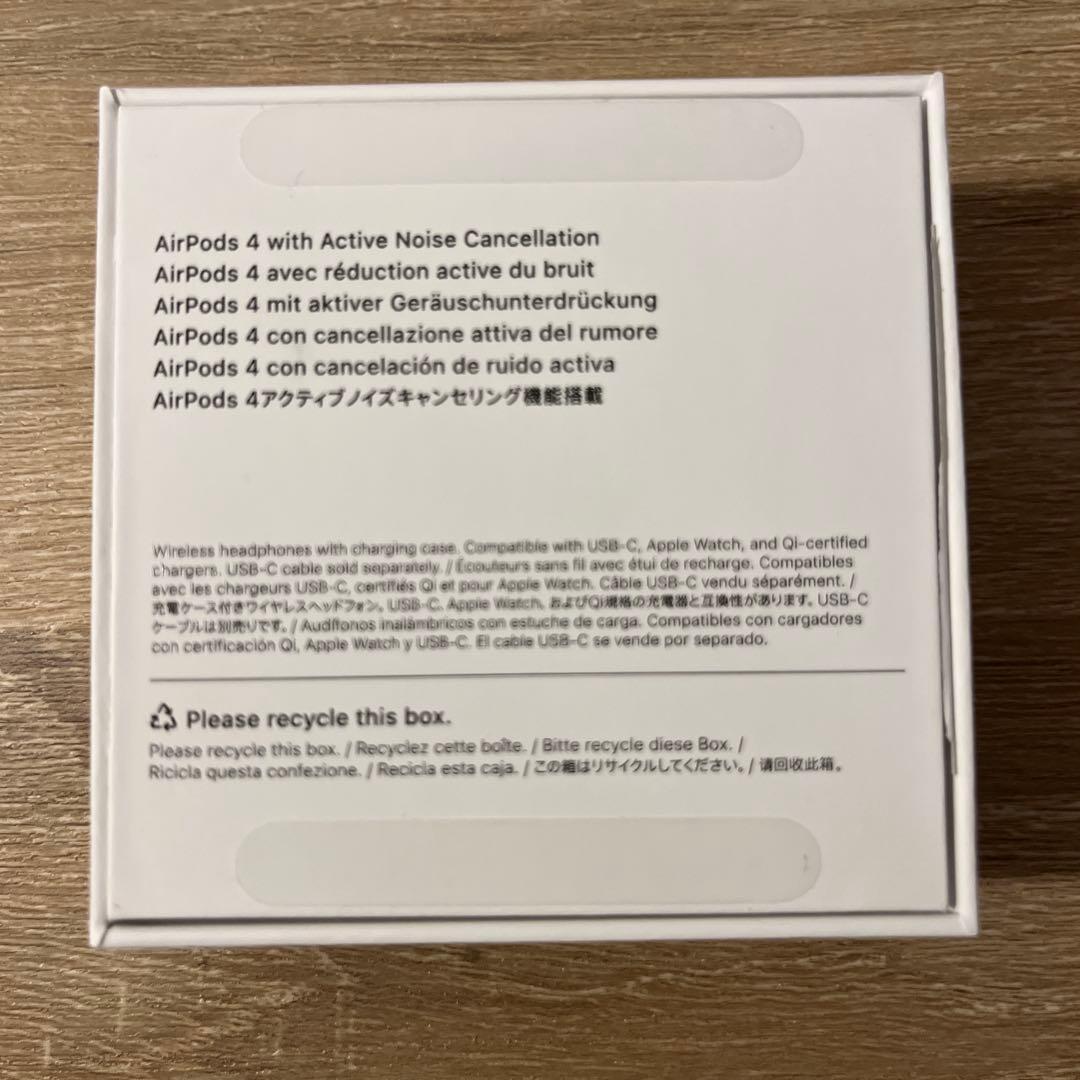 AirPods 4 with Active Noise Cancellation
AirPods 4 avec réduction active du bruit
AirPods 4 mit aktiver Geräuschunterdrückung
AirPods 4 con cancellazione attiva del rumore
AirPods 4 con cancelación de ruido activa
AirPods 4アクティブノイズキャンセリング機能搭載
Wireless headphones with charging case. Compatible with USB-C, Apple Watch, and Qi-certified
chargers. USB-C cable sold separately. / Écouteurs sans fil avec étui de recharge. Compatibles
avec les chargeurs USB-C, certifiés Qi et pour Apple Watch. Câble USB-C vendu séparément. /
充電ケース付きワイヤレスヘッドフォン。USB-C、Apple Watch、およびQi規格の充電器と互換性があります。USB-C
ケーブルは別売りです。/ Audífonos inalámbricos con estuche de carga. Compatibles con cargadores
con certificación Qi, Apple Watch y USB-C. El cable USB-C se vende por separado.
Please recycle this box.
Please recycle this box. / Recyclez cette boîte. / Bitte recycle diese Box. /
Ricicla questa confezione. / Recicla esta caja. / この箱はリサイクルしてください。/ 请回收此箱。